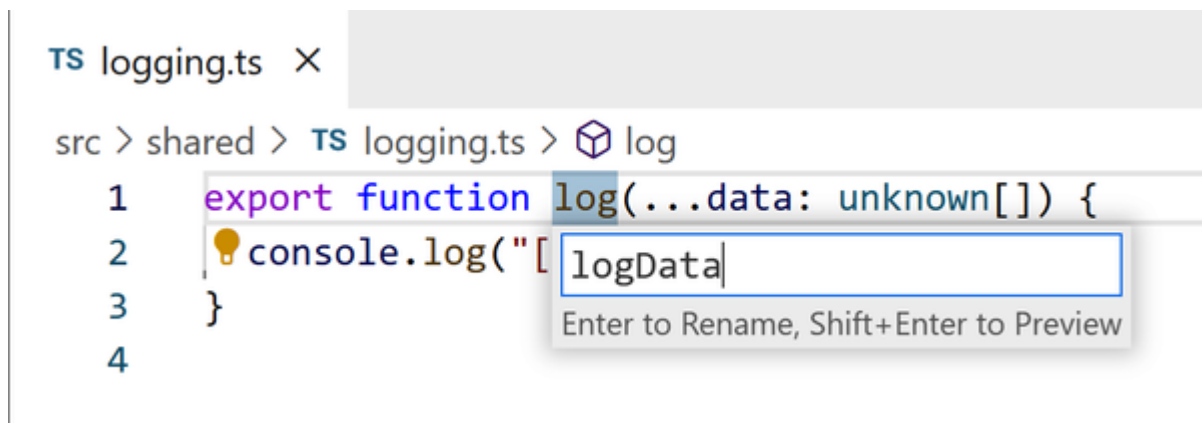 TS logging.ts ×
src > shared > TS logging.ts > log
1 export function log(...data: unknown[]) {
2 console.log("[
logData
3 }
Enter to Rename, Shift+Enter to Preview
4